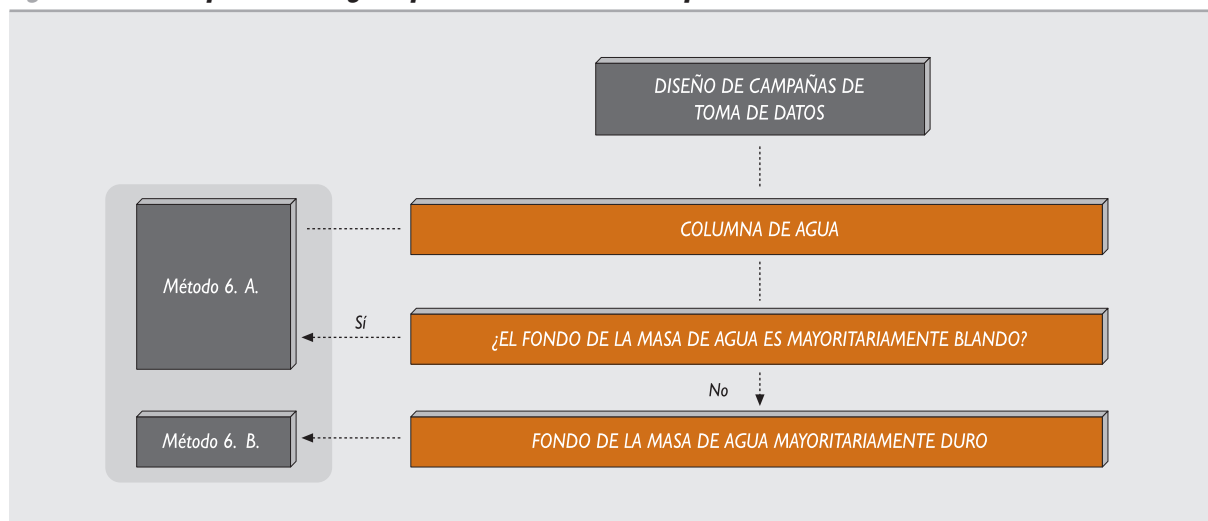 DISEÑO DE CAMPAÑAS DE
TOMA DE DATOS
COLUMNA DE AGUA
Método 6. A.
Sí
¿EL FONDO DE LA MASA DE AGUA ES MAYORITARIAMENTE BLANDO?
No
Método 6. B.
FONDO DE LA MASA DE AGUA MAYORITARIAMENTE DURO